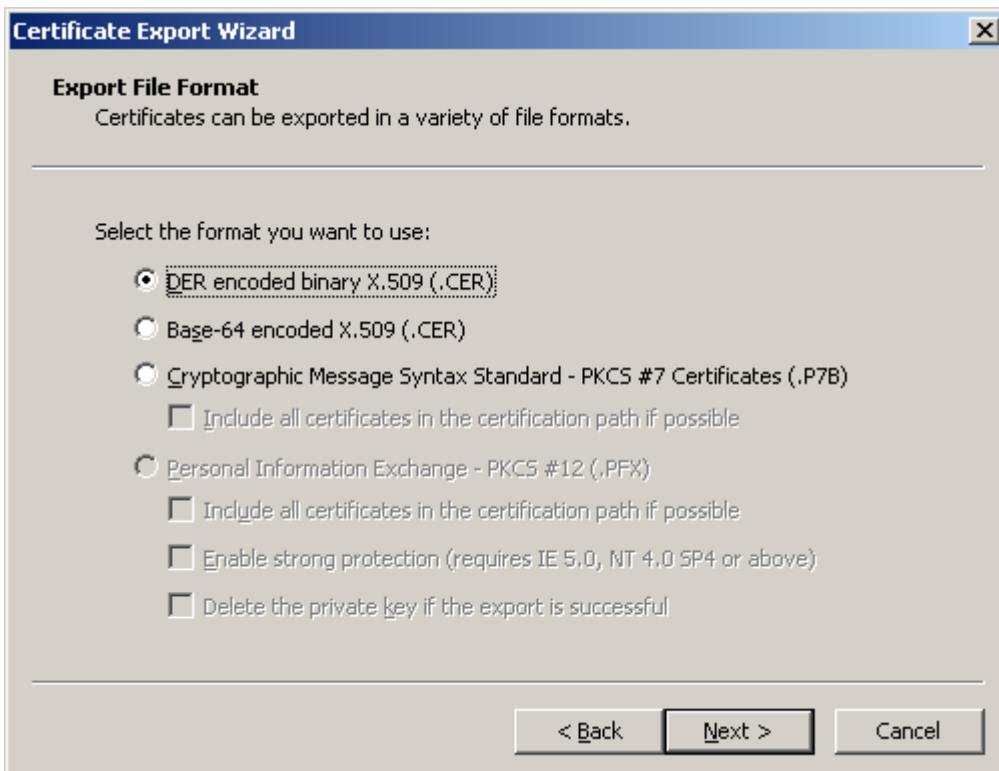 Certificate Export Wizard
Export File Format
Certificates can be exported in a variety of file formats.
Select the format you want to use:
DER encoded binary X.509 (.CER)
Base-64 encoded X.509 (.CER)
Cryptographic Message Syntax Standard - PKCS #7 Certificates (.P7B)
Include all certificates in the certification path if possible
Personal Information Exchange - PKCS #12 (.PFX)
Include all certificates in the certification path if possible
Enable strong protection (requires IE 5.0, NT 4.0 SP4 or above)
Delete the private key if the export is successful
< Back Next > Cancel